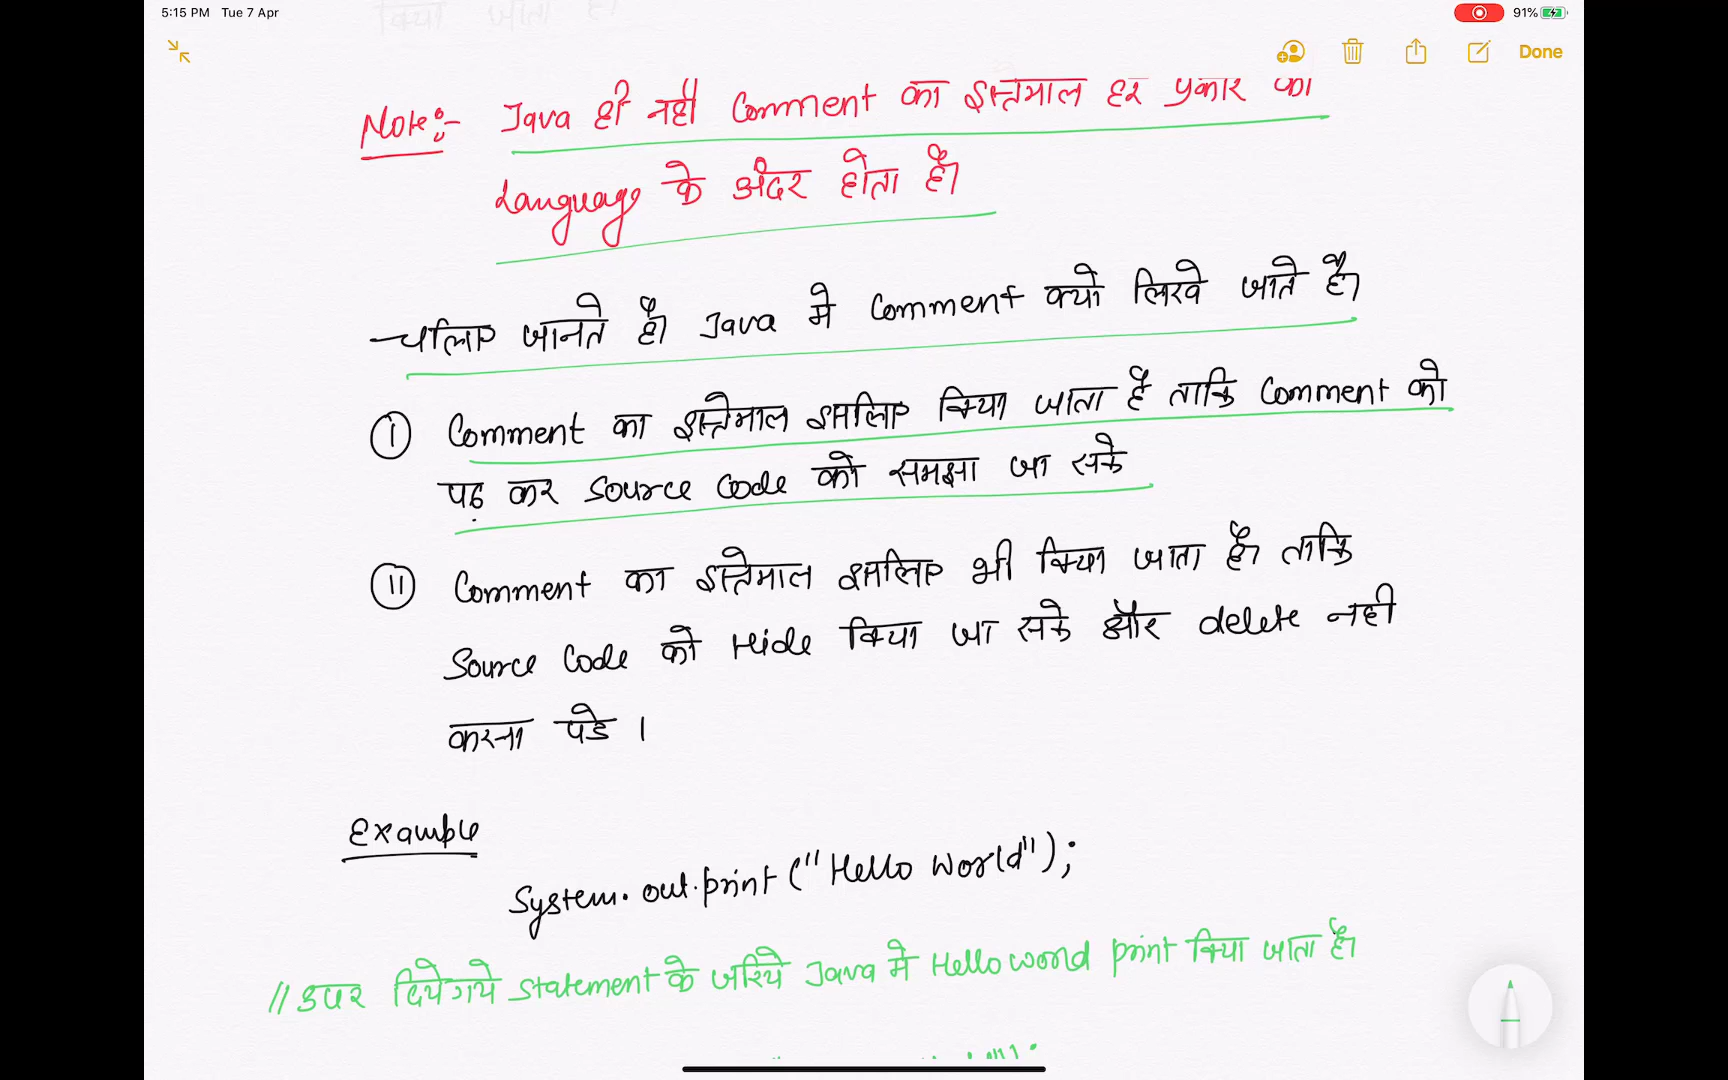 5:15 PM Tue 7 Apr
91%
किया जाता है।
Done
Note:- Java ही नही Comment का इस्तेमाल हर प्रकार का
Language के अंदर होता है।
चलिए जानते है। Java मे Comment क्यो लिखे जाते है।
I Comment का इस्तेमाल इसलिए किया जाता है ताकि Comment को
पढ़ कर Source Code को समझा जा सके
II Comment का इस्तेमाल इसलिए भी किया जाता है। ताकि
Source Code को Hide किया जा सके और delete नही
करना पडे ।
Example
System.out.print("Hello World");
// उपर दिये गये Statement के जरिये Java मे Hello world print किया जाता है।